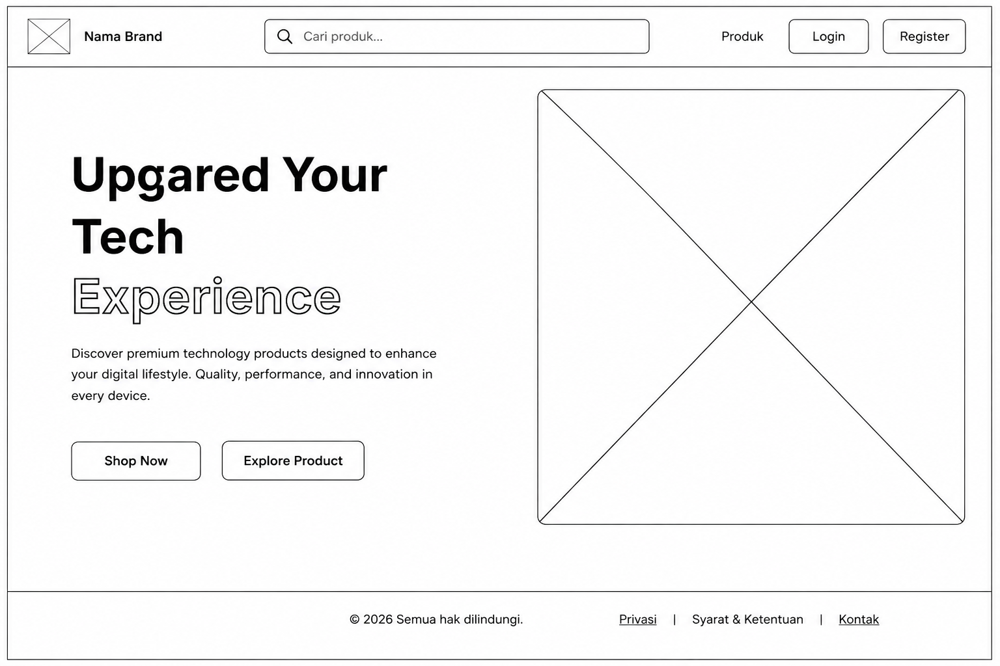 Nama Brand
Cari produk...
Produk
Login
Register
Upgared Your
Tech
Experience
Discover premium technology products designed to enhance
your digital lifestyle. Quality, performance, and innovation in
every device.
Shop Now
Explore Product
© 2026 Semua hak dilindungi.
Privasi | Syarat & Ketentuan | Kontak